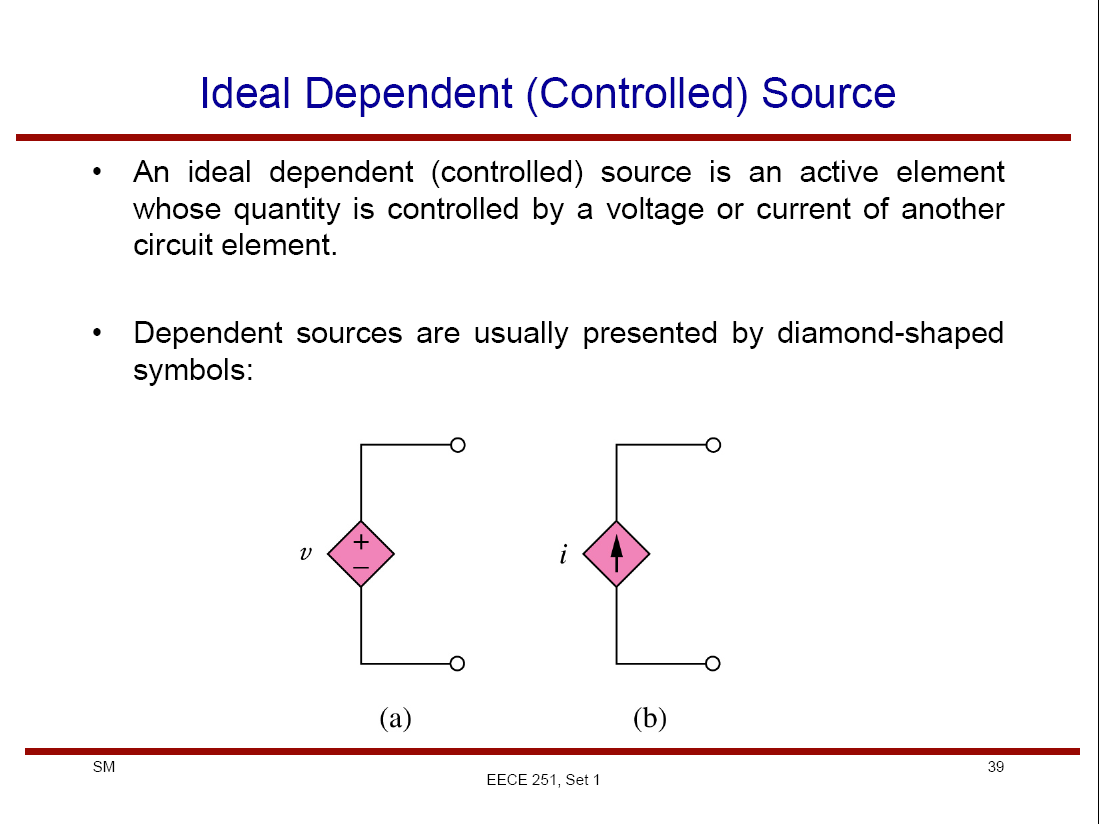 Ideal Dependent (Controlled) Source
• An ideal dependent (controlled) source is an active element
whose quantity is controlled by a voltage or current of another
circuit element.
• Dependent sources are usually presented by diamond-shaped
symbols:
v + –
i
(a) (b)
SM 39
EECE 251, Set 1